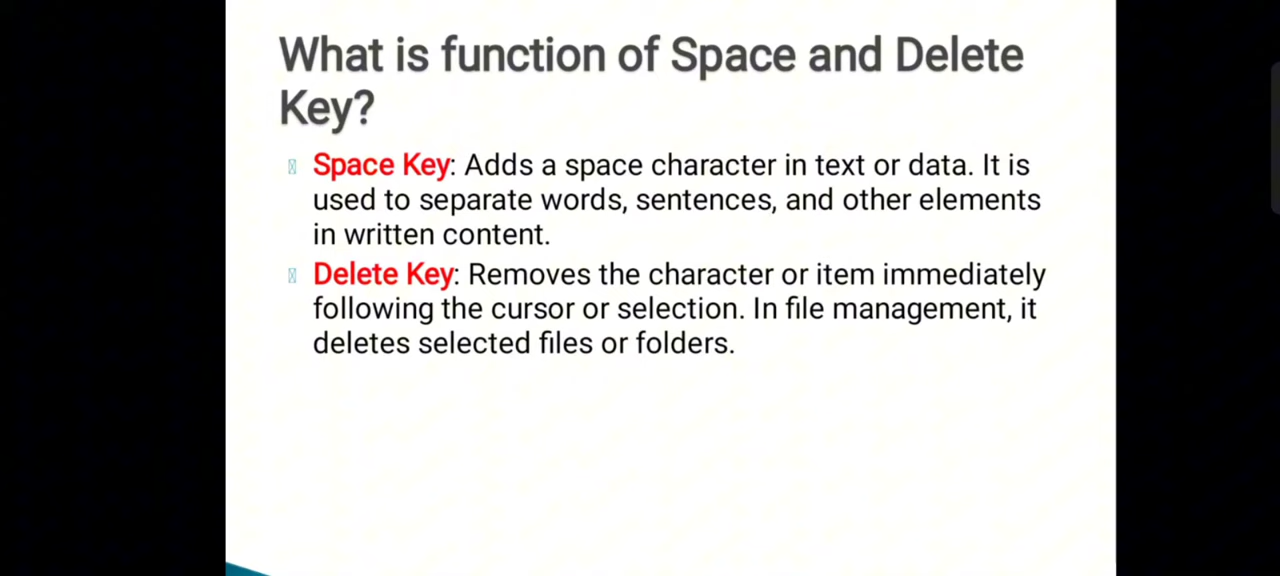 What is function of Space and Delete
Key?
Space Key: Adds a space character in text or data. It is
used to separate words, sentences, and other elements
in written content.
Delete Key: Removes the character or item immediately
following the cursor or selection. In file management, it
deletes selected files or folders.